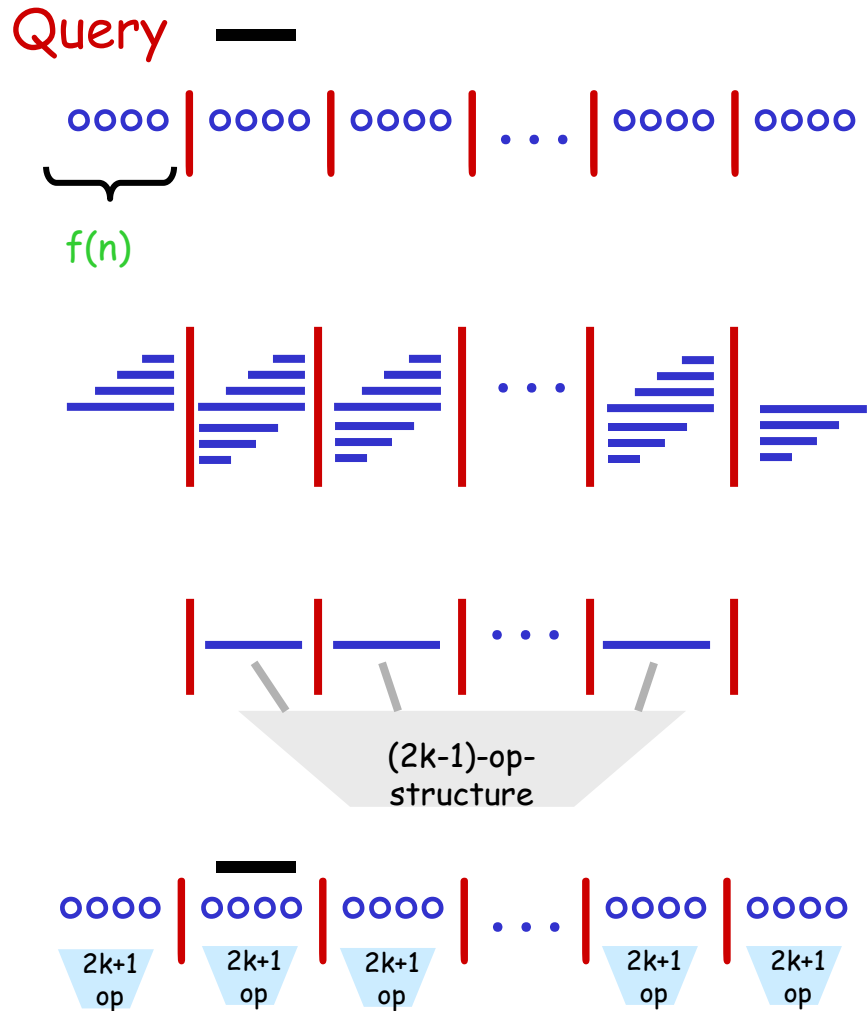 Query
f(n)
(2k-1)-op-
structure
2k+1
op
2k+1
op
2k+1
op
2k+1
op
2k+1
op